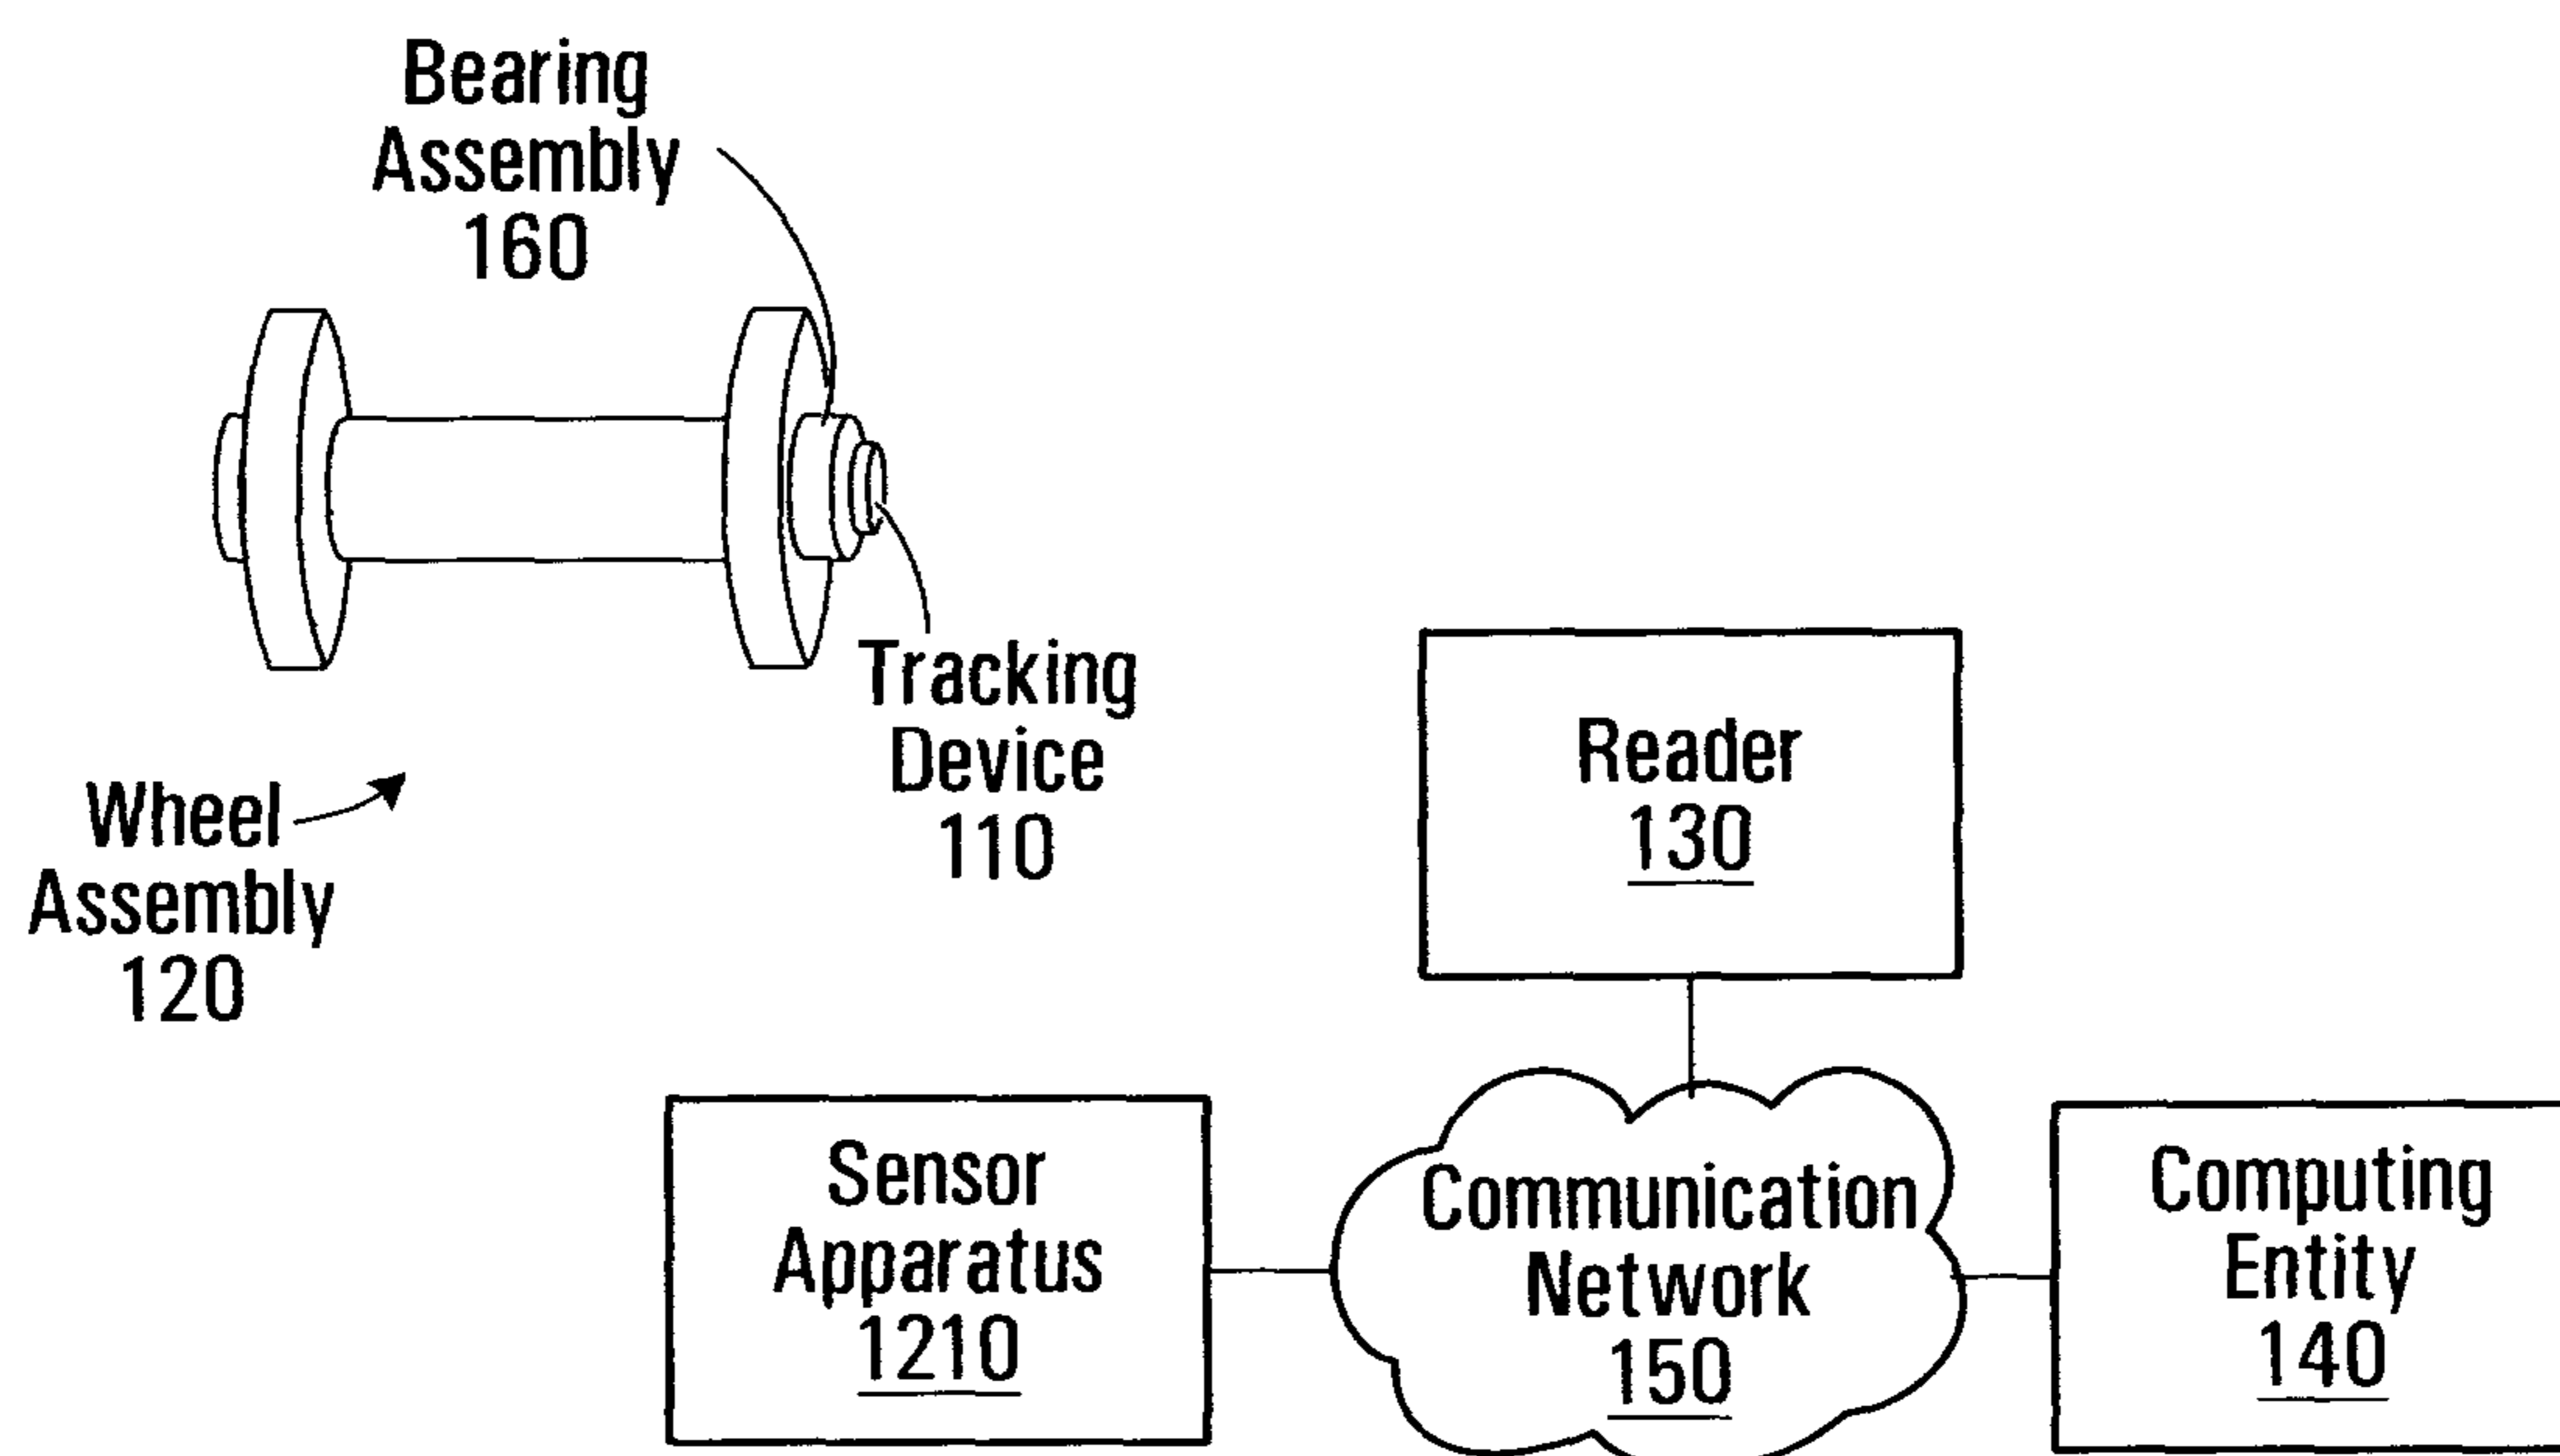 Bearing
Assembly
160
Tracking
Device
110
Wheel
Assembly
120
Reader
130
Sensor
Apparatus
1210
Communication
Network
150
Computing
Entity
140